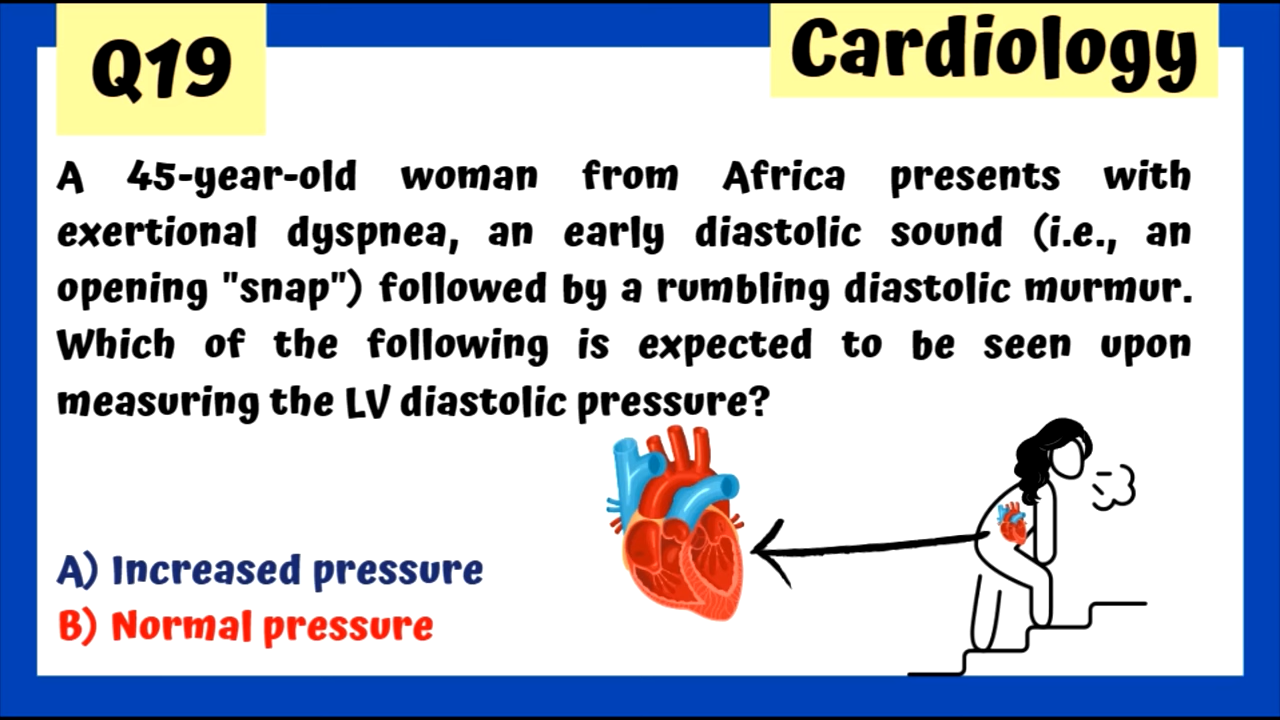 Q19
Cardiology
A 45-year-old woman from Africa presents with
exertional dyspnea, an early diastolic sound (i.e., an
opening "snap") followed by a rumbling diastolic murmur.
Which of the following is expected to be seen upon
measuring the LV diastolic pressure?
A) Increased pressure
B) Normal pressure